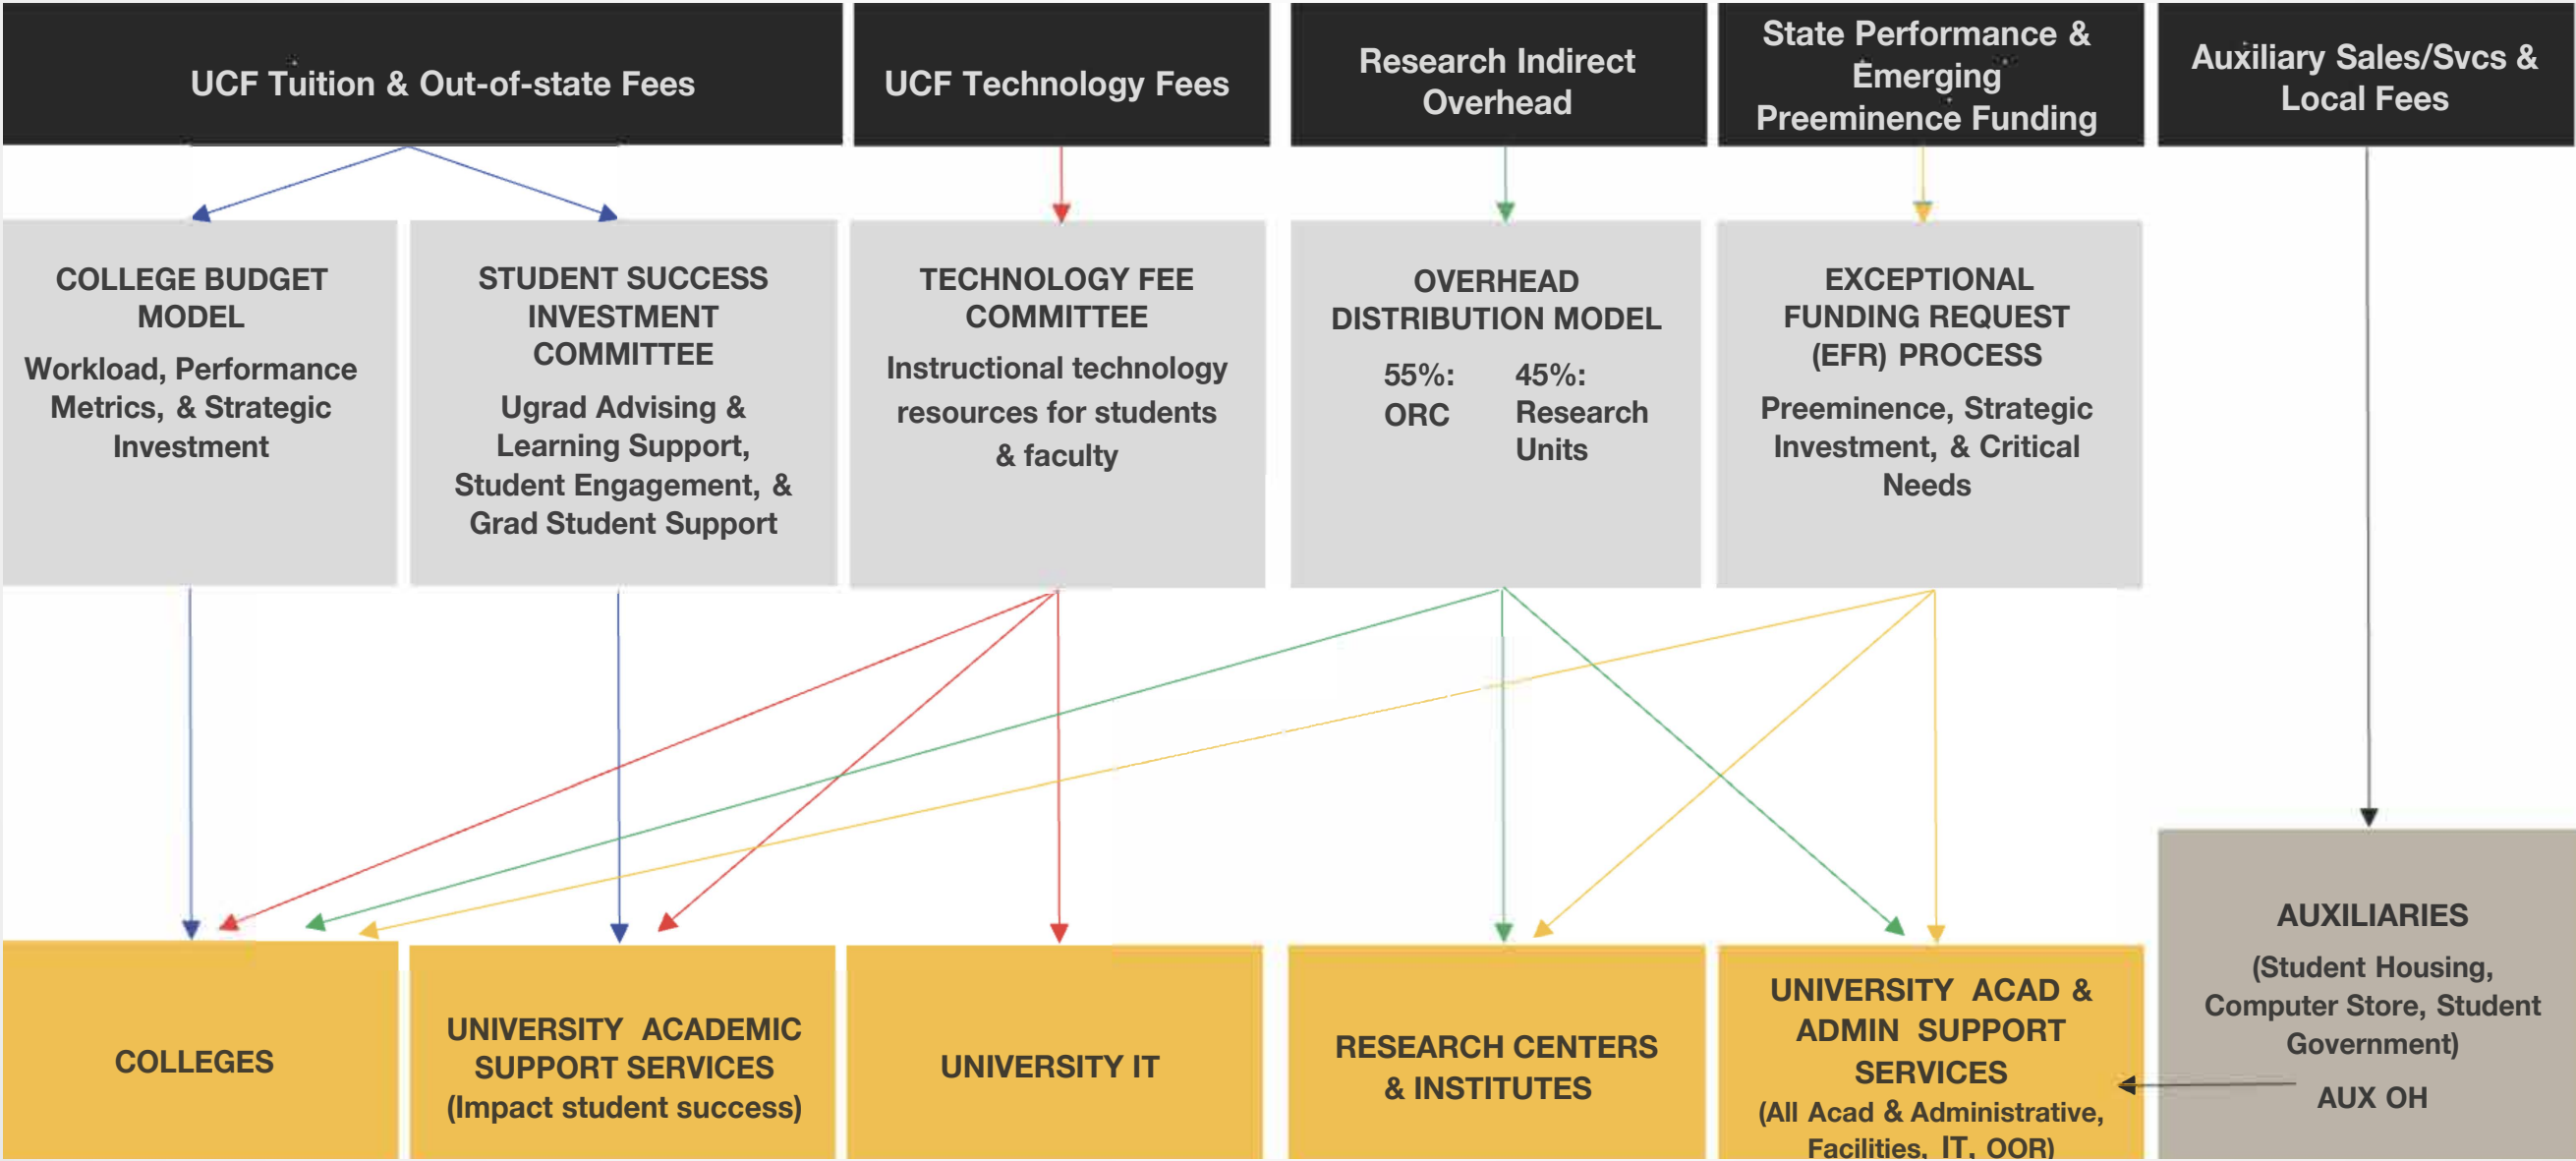 UCF Tuition & Out-of-state Fees
UCF Technology Fees
Research Indirect
Overhead
State Performance &
Emerging
Preeminence Funding
Auxiliary Sales/Svcs &
Local Fees
COLLEGE BUDGET
MODEL
Workload, Performance
Metrics, & Strategic
Investment
STUDENT SUCCESS
INVESTMENT
COMMITTEE
Ugrad Advising &
Learning Support,
Student Engagement, &
Grad Student Support
TECHNOLOGY FEE
COMMITTEE
Instructional technology
resources for students
& faculty
OVERHEAD
DISTRIBUTION MODEL
55%:
ORC
45%:
Research
Units
EXCEPTIONAL
FUNDING REQUEST
(EFR) PROCESS
Preeminence, Strategic
Investment, & Critical
Needs
COLLEGES
UNIVERSITY ACADEMIC
SUPPORT SERVICES
(Impact student success)
UNIVERSITY IT
RESEARCH CENTERS
& INSTITUTES
UNIVERSITY ACAD &
ADMIN SUPPORT
SERVICES
(All Acad & Administrative,
Facilities, IT, OOR)
AUXILIARIES
(Student Housing,
Computer Store, Student
Government)
AUX OH